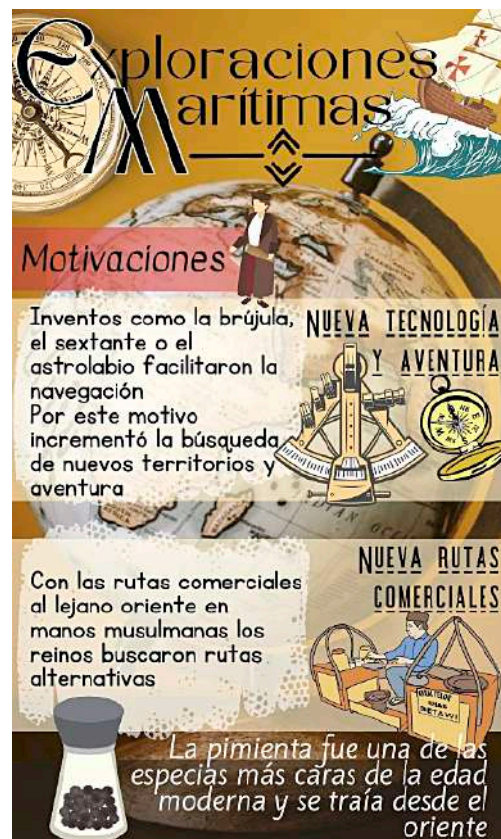 Exploraciones
Marítimas
Motivaciones
Inventos como la brújula,
el sextante o el
astrolabio facilitaron la
navegación
Por este motivo
incrementó la búsqueda
de nuevos territorios y
aventura
NUEVA TECNOLOGÍA
Y AVENTURA
Con las rutas comerciales
al lejano oriente en
manos musulmanas los
reinos buscaron rutas
alternativas
NUEVA RUTAS
COMERCIALES
BETAWI
La pimienta fue una de las
especias más caras de la edad
moderna y se traía desde el
oriente